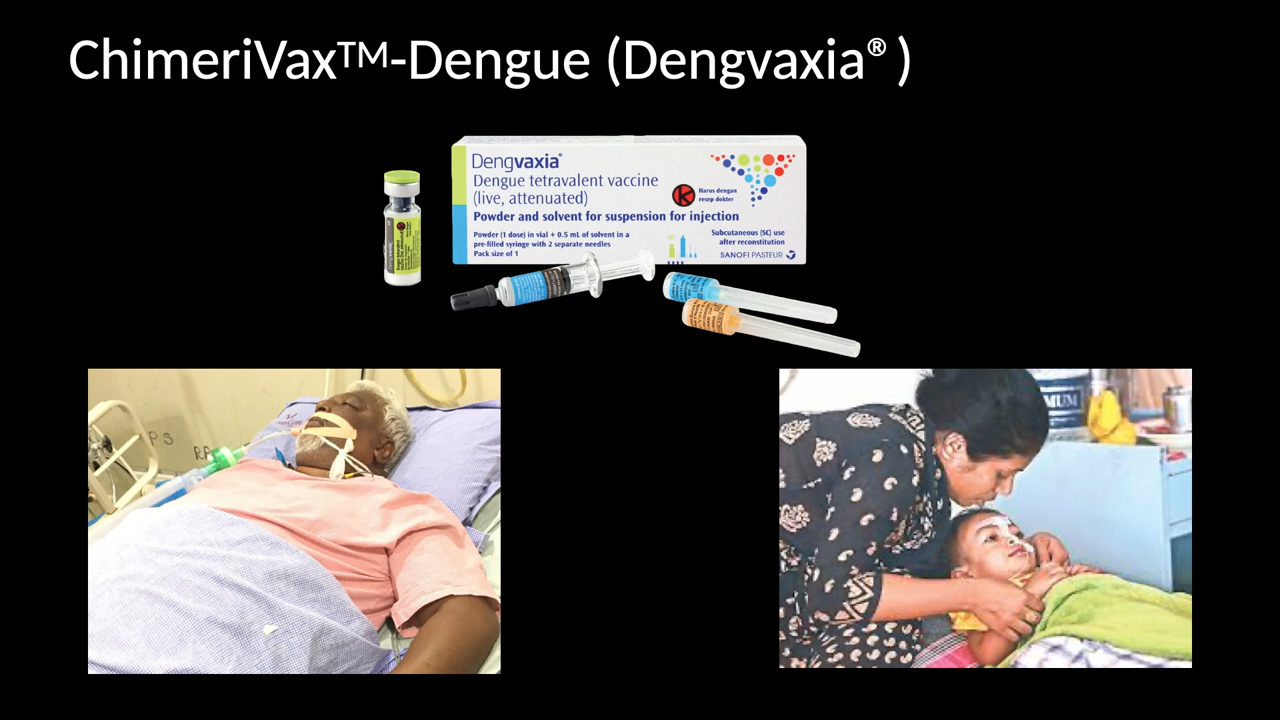 ChimeriVax™-Dengue (Dengvaxia® )
Dengvaxia®
Dengue tetravalent vaccine
(live, attenuated)
K
Harus dengan
resep dokter
Powder and solvent for suspension for injection
Powder (1 dose) in vial + 0.5 mL of solvent in a
pre-filled syringe with 2 separate needles
Pack size of 1
Subcutaneous (SC) use
after reconstitution
SANOFI PASTEUR
PS
MUM